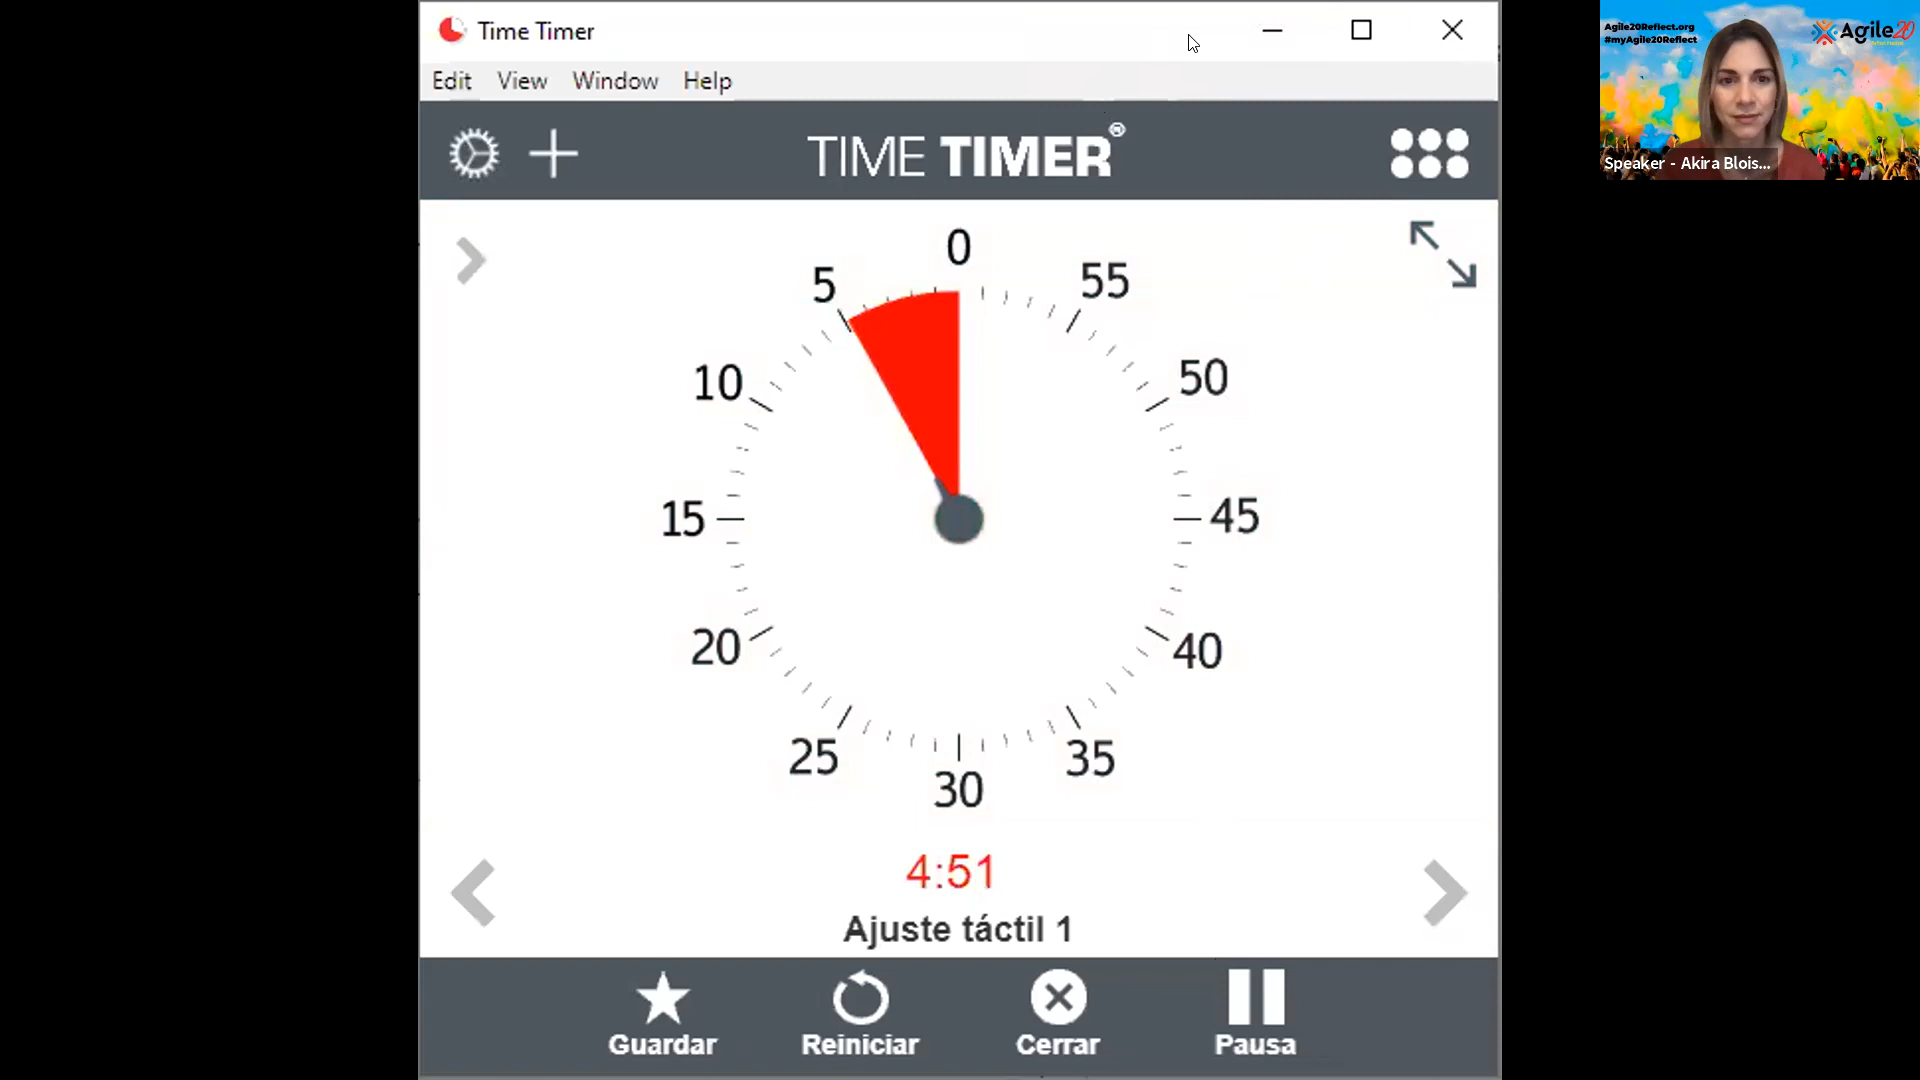 Time Timer
Edit View Window Help
TIME TIMER®
0
5
55
10
50
15
45
20
40
25
35
30
4:51
Ajuste táctil 1
Guardar Reiniciar Cerrar Pausa
Agile20Reflect.org
#myAgile20Reflect
Agile20
Speaker - Akira Blois...